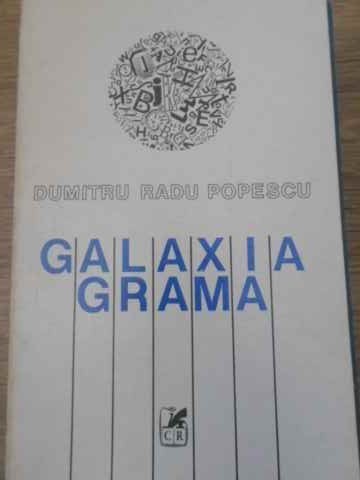 DUMITRU RADU POPESCU
GALAXIA
GRAMA
CR